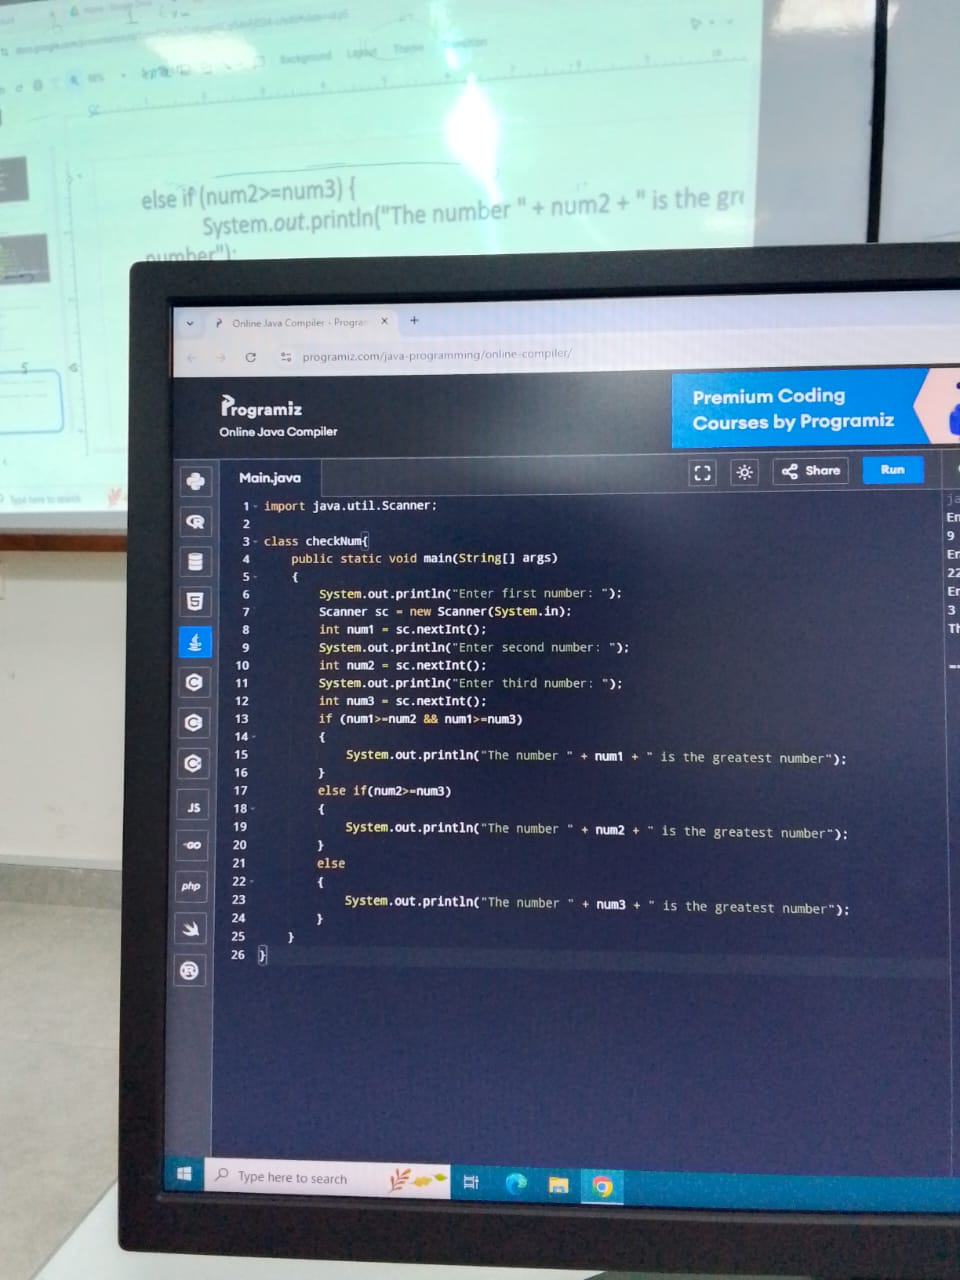 Background Layout Theme
else if (num2>=num3) {
System.out.println("The number " + num2 + " is the gre
number");
Type here to search
Online Java Compiler - Progra
programiz.com/java-programming/online-compiler/
Programiz
Online Java Compiler
Premium Coding
Courses by Programiz
Main.java
Share
Run
1 import java.util.Scanner;
2
3 class checkNum{
4 public static void main(String[] args)
5 {
6 System.out.println("Enter first number: ");
7 Scanner sc = new Scanner(System.in);
8 int num1 = sc.nextInt();
9 System.out.println("Enter second number: ");
10 int num2 = sc.nextInt();
11 System.out.println("Enter third number: ");
12 int num3 = sc.nextInt();
13 if (num1>=num2 && num1>=num3)
14 {
15 System.out.println("The number " + num1 + " is the greatest number");
16 }
17 else if(num2>=num3)
18 {
19 System.out.println("The number " + num2 + " is the greatest number");
20 }
21 else
22 {
23 System.out.println("The number " + num3 + " is the greatest number");
24 }
25 }
26 }
ja
En
9
En
22
En
3
Th
JS
GO
php
Type here to search